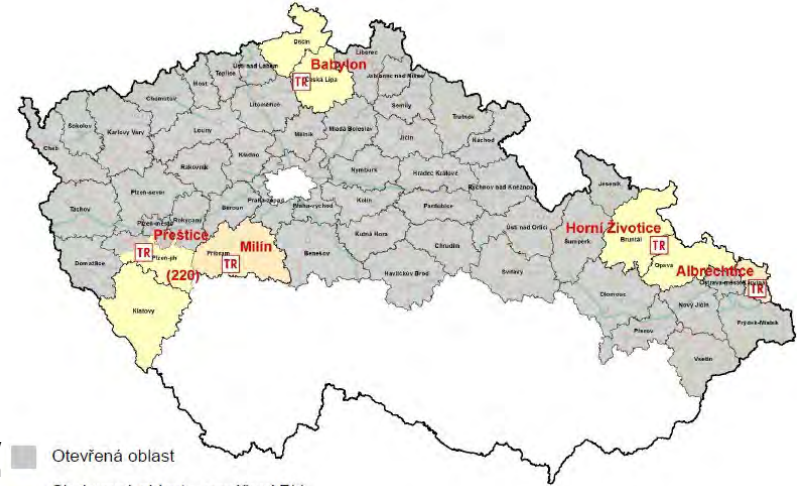 Děčín
Liberec
Babylon
Ústí nad Labem
Teplice
TR
Česká Lípa
Jablonec nad Nisou
Most
Chomutov
Litoměřice
Semily
Trutnov
Sokolov
Karlovy Vary
Louny
Mělník
Mladá Boleslav
Jičín
Náchod
Cheb
Kladno
Rakovník
Nymburk
Hradec Králové
Rychnov nad Kněžnou
Jeseník
Plzeň-sever
Praha-západ
Praha-východ
Kolín
Pardubice
Tachov
Beroun
Plzeň-město
Rokycany
Kutná Hora
Ústí nad Orlicí
Horní Životice
Šumperk
Bruntál
TR
Přeštice
Milín
Chrudim
Opava
Albrechtice
TR
Příbram
TR
Domažlice
Plzeň-jih
Benešov
Havlíčkův Brod
Svitavy
(220)
Ostrava-město
TR
Klatovy
Olomouc
Nový Jičín
Frýdek-Místek
Přerov
Vsetín
Otevřená oblast